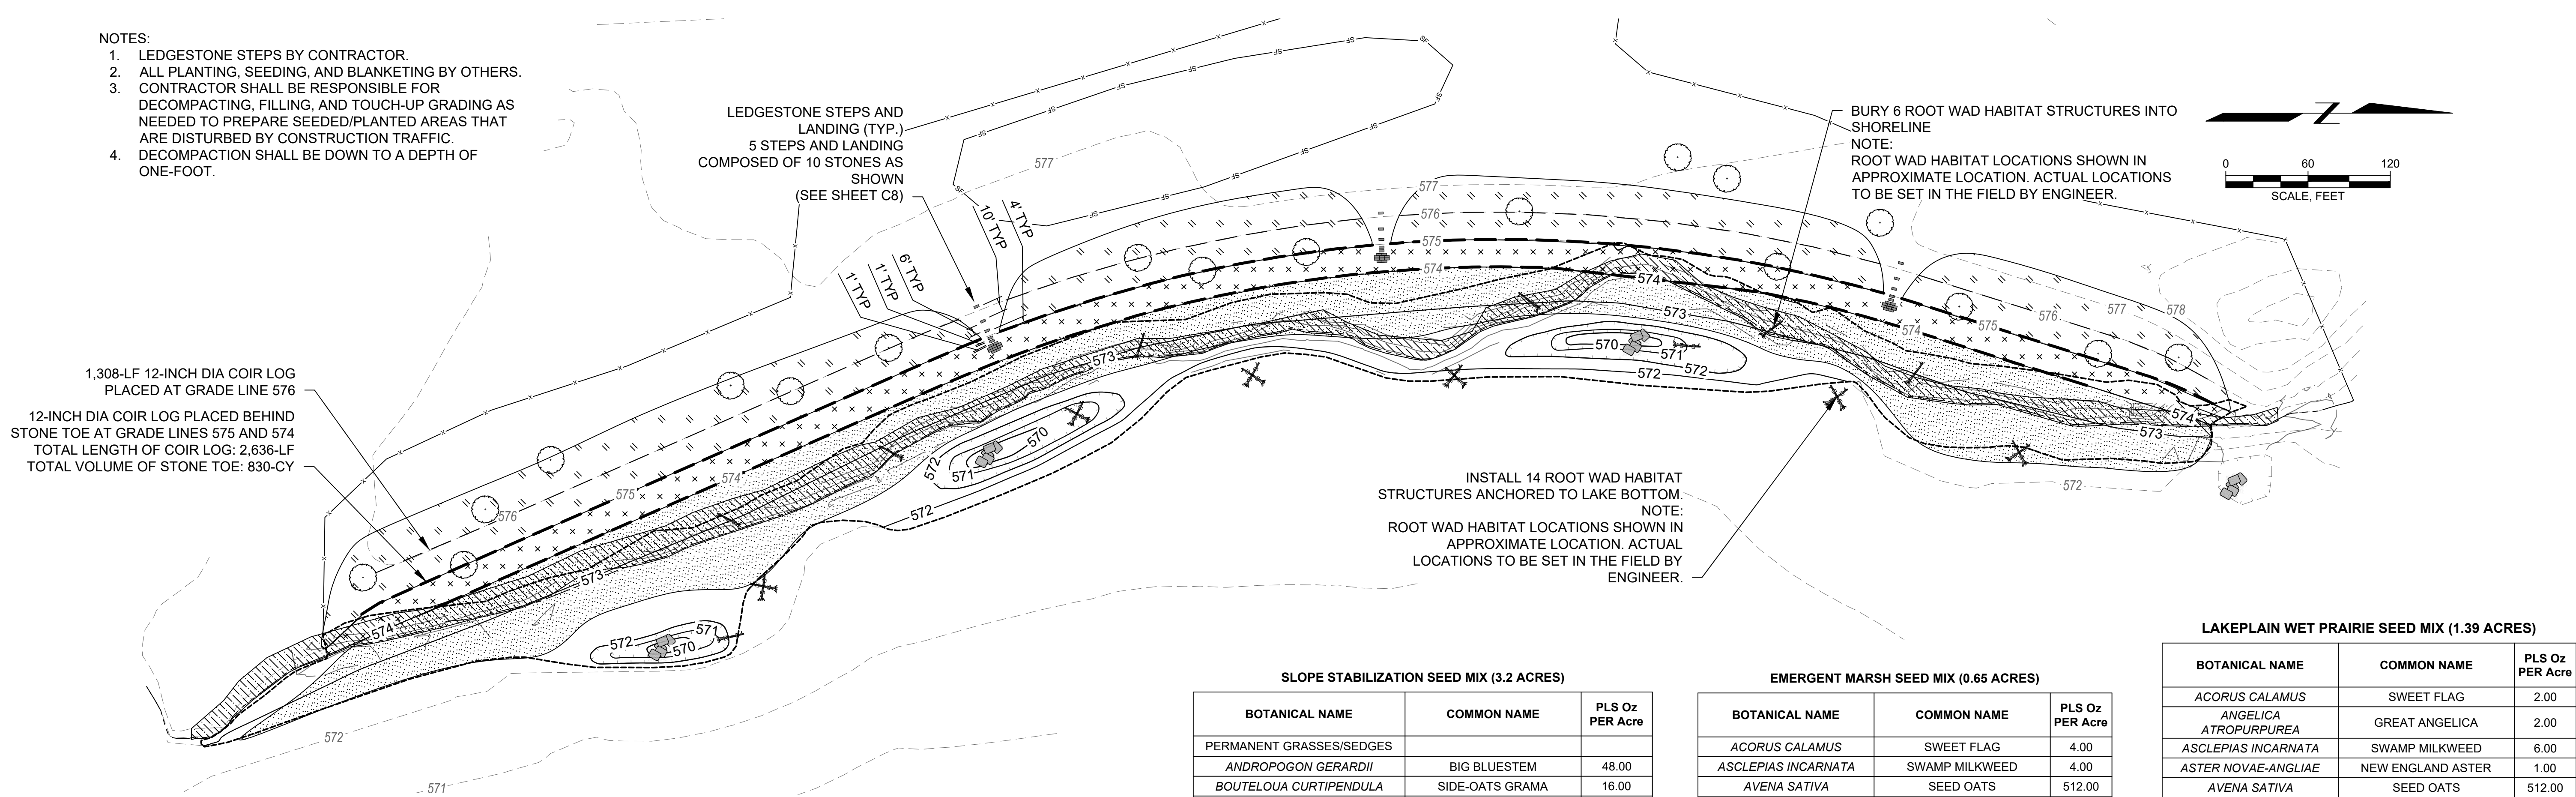 NOTES:
1. LEDGESTONE STEPS BY CONTRACTOR.
2. ALL PLANTING, SEEDING, AND BLANKETING BY OTHERS.
3. CONTRACTOR SHALL BE RESPONSIBLE FOR
DECOMPACTING, FILLING, AND TOUCH-UP GRADING AS
NEEDED TO PREPARE SEEDED/PLANTED AREAS THAT
ARE DISTURBED BY CONSTRUCTION TRAFFIC.
4. DECOMPACTION SHALL BE DOWN TO A DEPTH OF
ONE-FOOT.
LEDGESTONE STEPS AND
LANDING (TYP.)
5 STEPS AND LANDING
COMPOSED OF 10 STONES AS
SHOWN
(SEE SHEET C8)
BURY 6 ROOT WAD HABITAT STRUCTURES INTO
SHORELINE
NOTE:
ROOT WAD HABITAT LOCATIONS SHOWN IN
APPROXIMATE LOCATION. ACTUAL LOCATIONS
TO BE SET IN THE FIELD BY ENGINEER.
Z
0 60 120
SCALE, FEET
1' TYP
1' TYP
6' TYP
10' TYP
4' TYP
577
577
576
575
574
574
573
570
571
572
572
574
575
576
577
578
574
573
572
1,308-LF 12-INCH DIA COIR LOG
PLACED AT GRADE LINE 576
12-INCH DIA COIR LOG PLACED BEHIND
STONE TOE AT GRADE LINES 575 AND 574
TOTAL LENGTH OF COIR LOG: 2,636-LF
TOTAL VOLUME OF STONE TOE: 830-CY
573
570
572
571
572
574
575
576
573
574
572
571
570
572
571
INSTALL 14 ROOT WAD HABITAT
STRUCTURES ANCHORED TO LAKE BOTTOM.
NOTE:
ROOT WAD HABITAT LOCATIONS SHOWN IN
APPROXIMATE LOCATION. ACTUAL
LOCATIONS TO BE SET IN THE FIELD BY
ENGINEER.
SLOPE STABILIZATION SEED MIX (3.2 ACRES)
BOTANICAL NAME COMMON NAME PLS Oz PER Acre
PERMANENT GRASSES/SEDGES
ANDROPOGON GERARDII BIG BLUESTEM 48.00
BOUTELOUA CURTIPENDULA SIDE-OATS GRAMA 16.00
EMERGENT MARSH SEED MIX (0.65 ACRES)
BOTANICAL NAME COMMON NAME PLS Oz PER Acre
ACORUS CALAMUS SWEET FLAG 4.00
ASCLEPIAS INCARNATA SWAMP MILKWEED 4.00
AVENA SATIVA SEED OATS 512.00
LAKEPLAIN WET PRAIRIE SEED MIX (1.39 ACRES)
BOTANICAL NAME COMMON NAME PLS Oz PER Acre
ACORUS CALAMUS SWEET FLAG 2.00
ANGELICA ATROPURPUREA GREAT ANGELICA 2.00
ASCLEPIAS INCARNATA SWAMP MILKWEED 6.00
ASTER NOVAE-ANGLIAE NEW ENGLAND ASTER 1.00
AVENA SATIVA SEED OATS 512.00